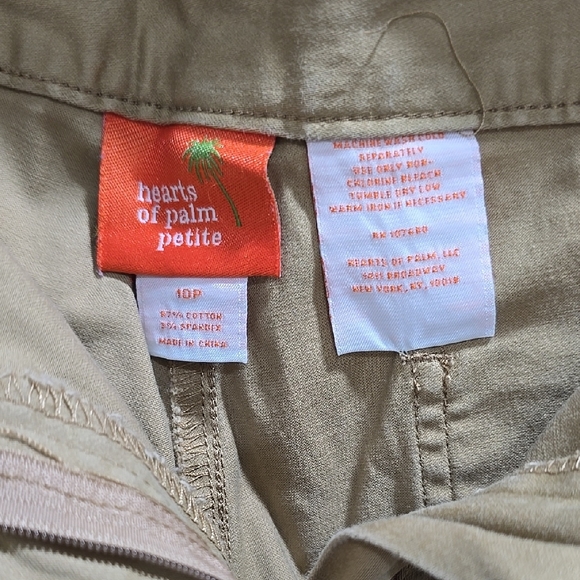 hearts
of palm
petite
10P
97% COTTON
3% SPANDEX
MADE IN CHINA
MACHINE WASH COLD
SEPARATELY
USE ONLY NON-
CHLORINE BLEACH
TUMBLE DRY LOW
WARM IRON IF NECESSARY
HEARTS OF PALM, LLC
1411 BROADWAY
NEW YORK, NY, 10018